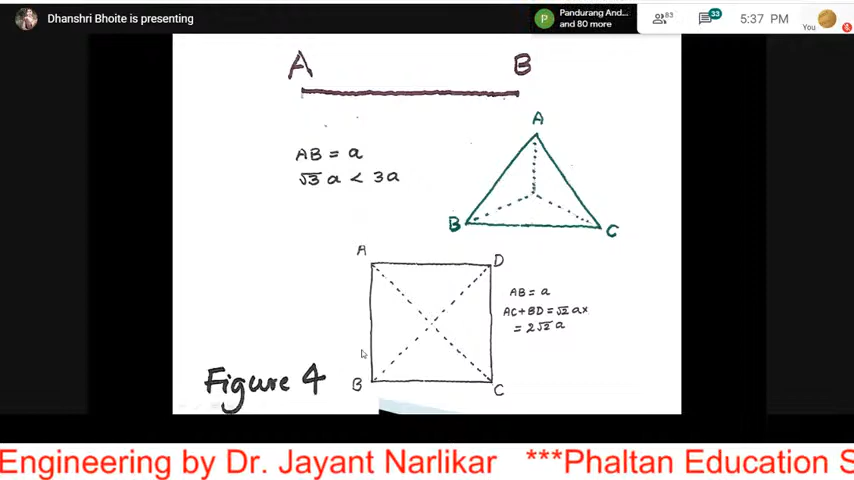 Dhanshri Bhoite is presenting
P
Pandurang And...
and 80 more
83
33
5:37 PM
You
A B
AB = a
√3 a < 3a
A
B
C
A
D
AB = a
AC+BD = √2 ax
= 2√2 a
B
C
Figure 4
Engineering by Dr. Jayant Narlikar ***Phaltan Education S